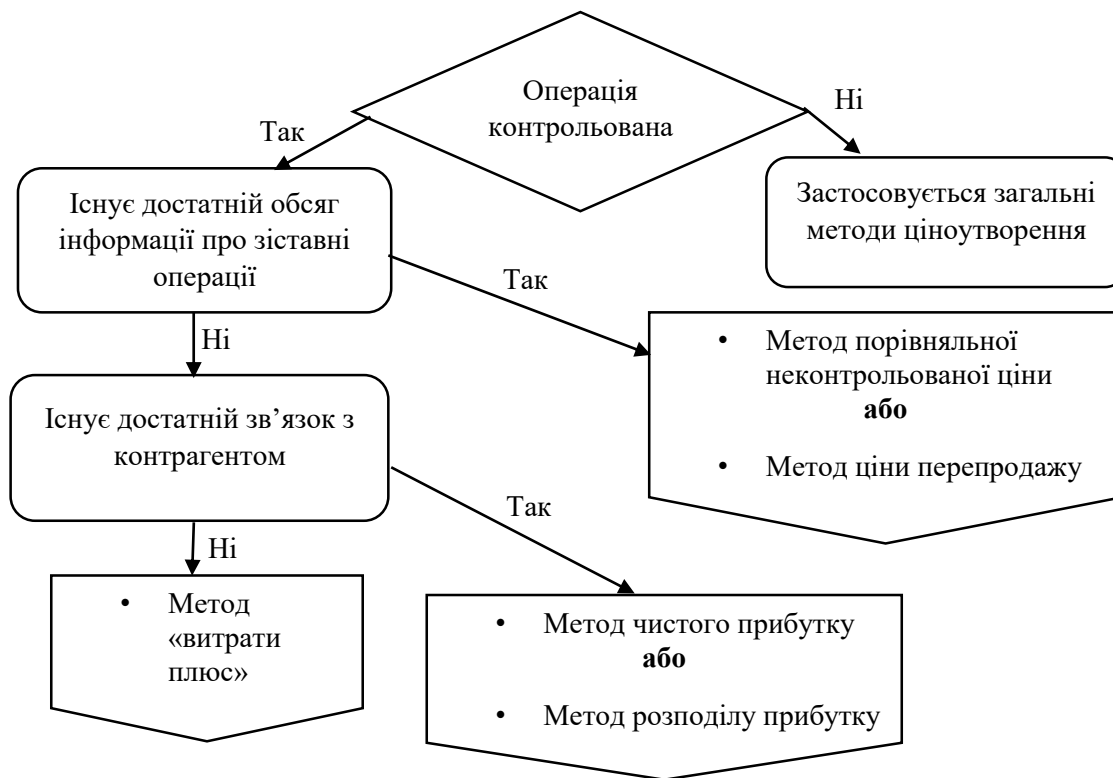 Операція
контрольована
Так
Ні
Існує достатній обсяг
інформації про зіставні
операції
Застосовується загальні
методи ціноутворення
Так
Ні
• Метод порівняльної
неконтрольованої ціни
або
• Метод ціни перепродажу
Існує достатній зв’язок з
контрагентом
Так
Ні
• Метод
«витрати
плюс»
• Метод чистого прибутку
або
• Метод розподілу прибутку